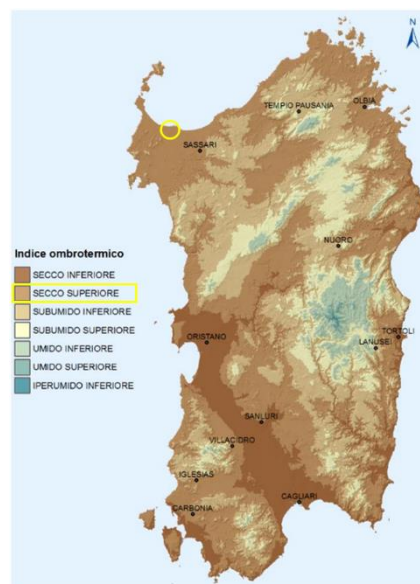 N
TEMPIO PAUSANIA
OLBIA
SASSARI
NUORO
Indice ombrotermico
SECCO INFERIORE
SECCO SUPERIORE
SUBUMIDO INFERIORE
SUBUMIDO SUPERIORE
UMIDO INFERIORE
UMIDO SUPERIORE
IPERUMIDO INFERIORE
ORISTANO
TORTOLI
LANUSEI
SANLURI
VILLACIDRO
IGLESIAS
CARBONIA
CAGLIARI